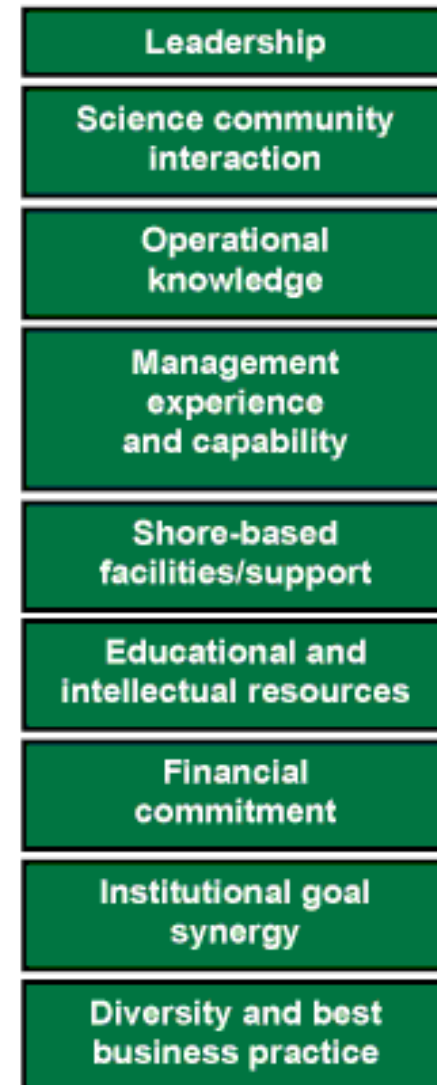 Leadership
Science community
interaction
Operational
knowledge
Management
experience
and capability
Shore-based
facilities/support
Educational and
intellectual resources
Financial
commitment
Institutional goal
synergy
Diversity and best
business practice